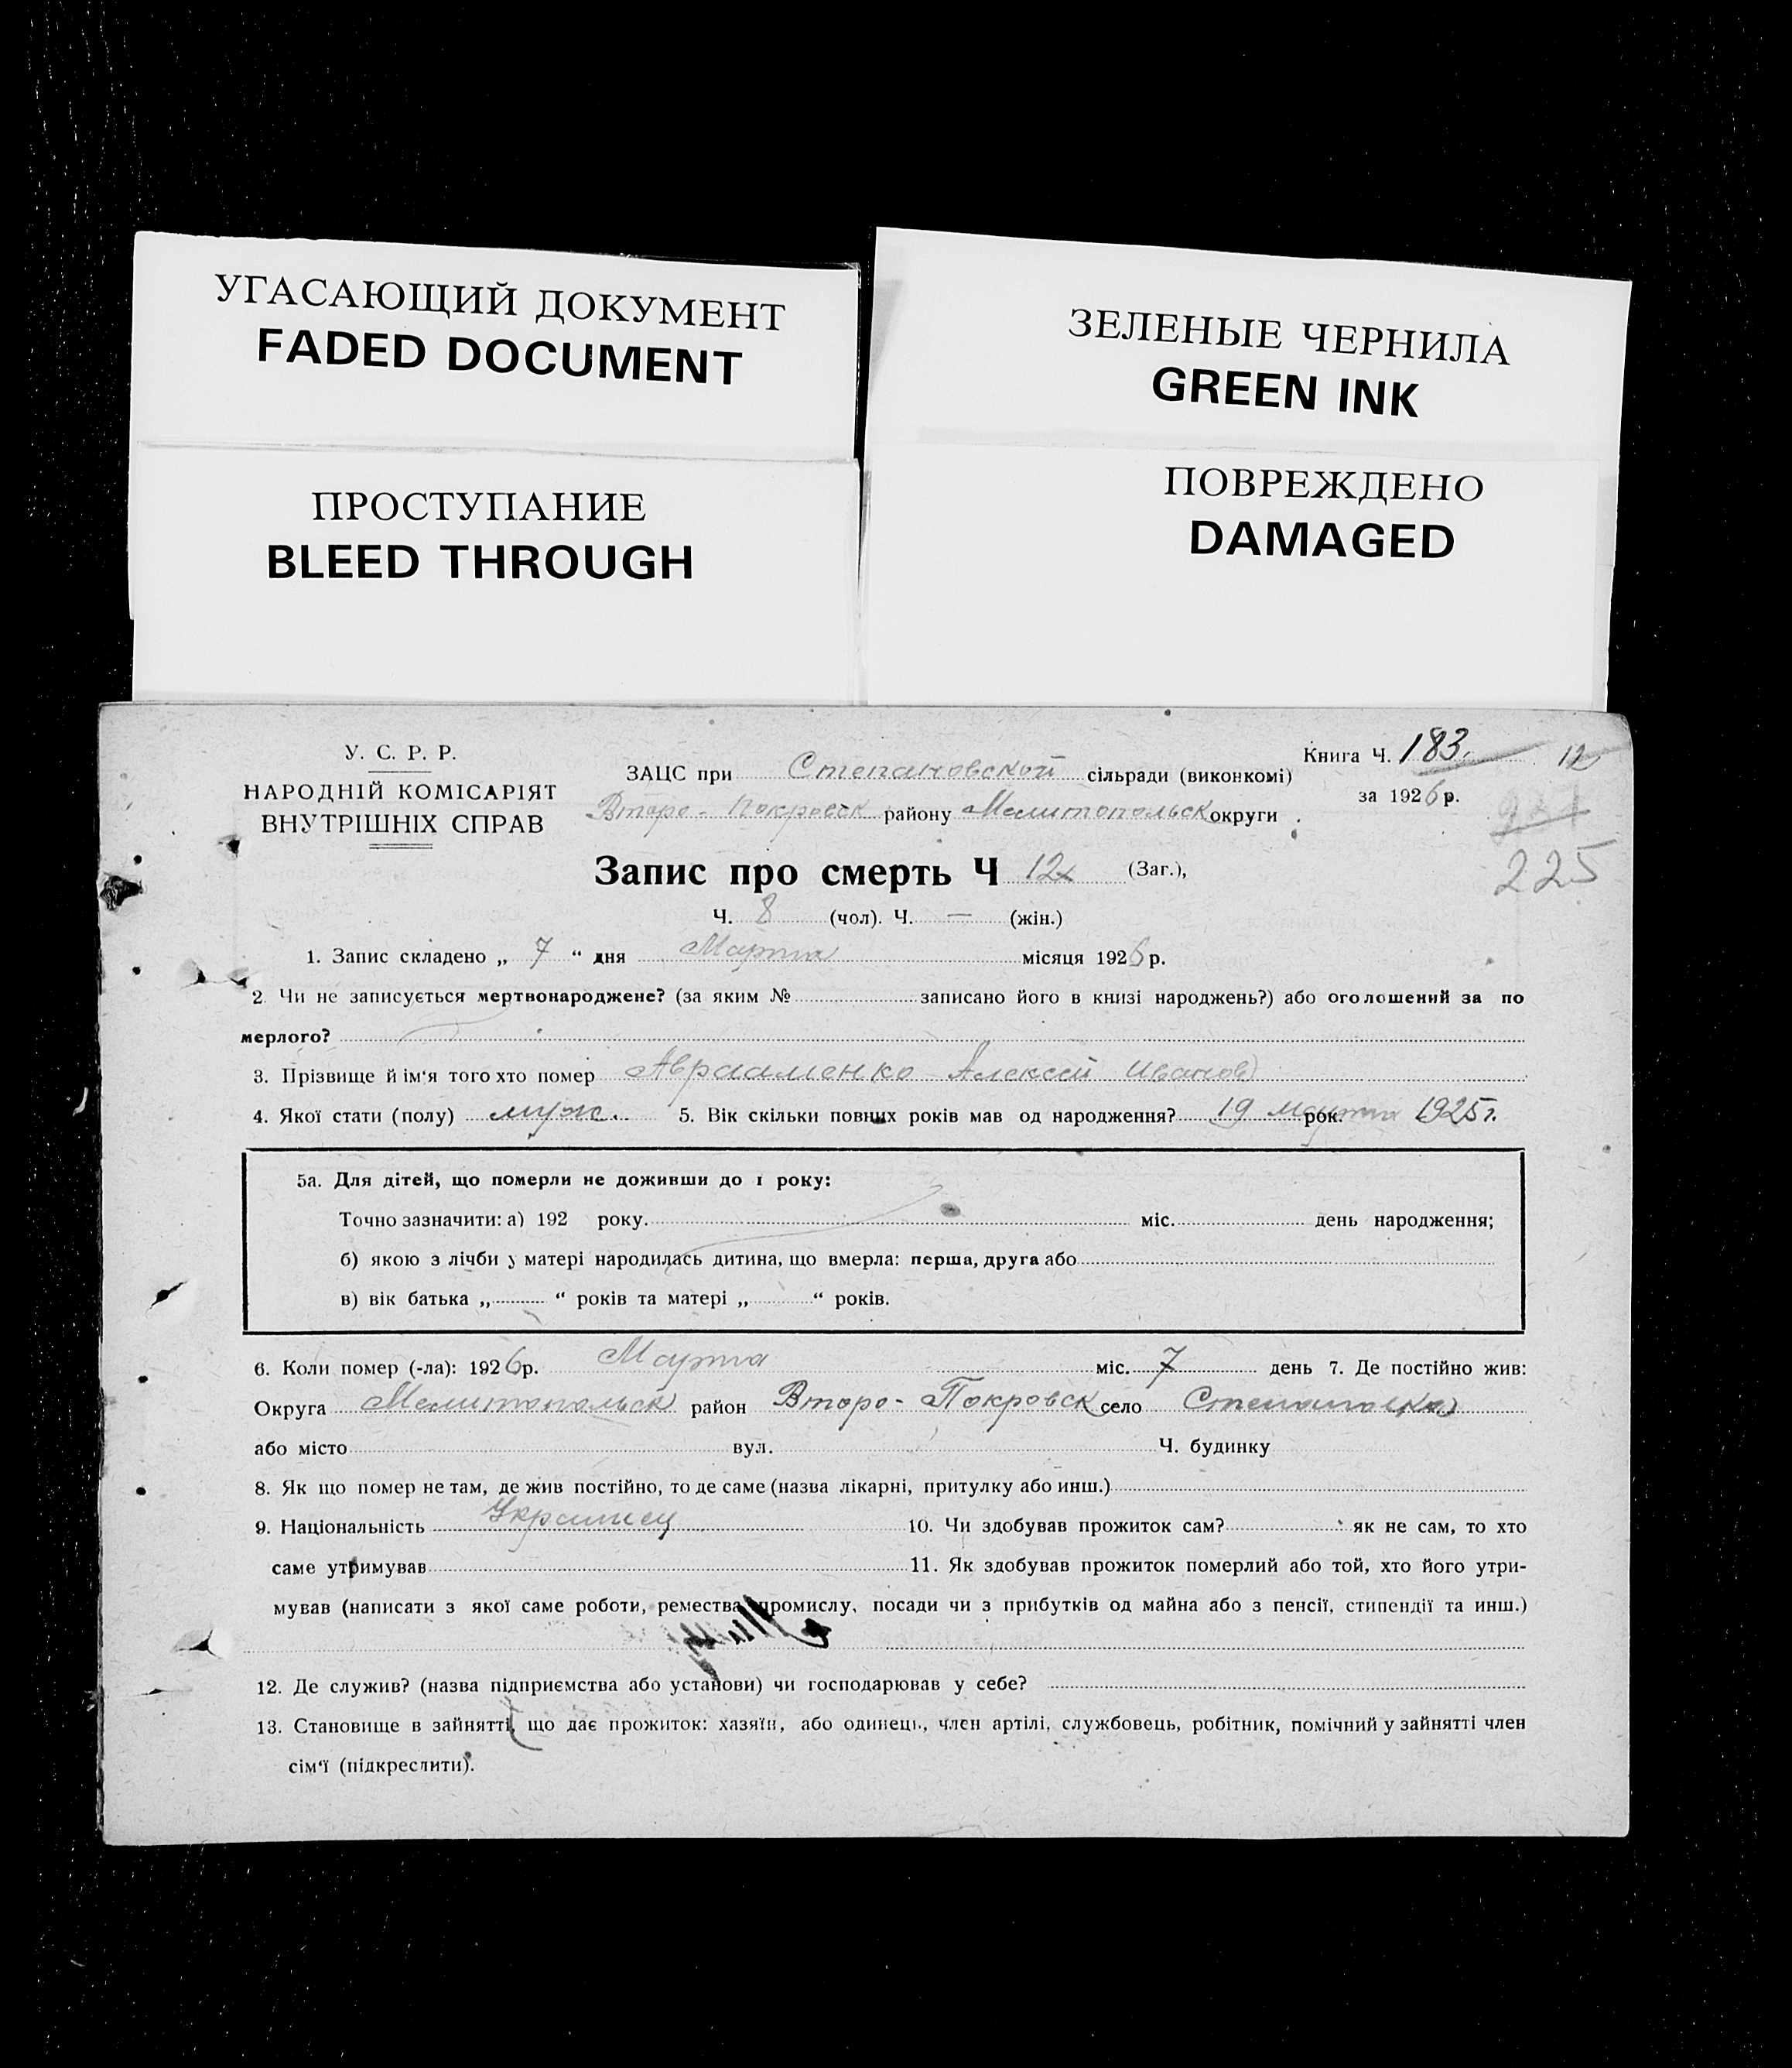 УГАСАЮЩИЙ ДОКУМЕНТ
FADED DOCUMENT
ЗЕЛЕНЫЕ ЧЕРНИЛА
GREEN INK
ПРОСТУПАНИЕ
BLEED THROUGH
ПОВРЕЖДЕНО
DAMAGED
У. С. Р. Р.
НАРОДНІЙ КОМІСАРІЯТ
ВНУТРІШНІХ СПРАВ
ЗАЦС при Степановской сільради (виконкомі)
Второ-Покровск району Мелитопольск округи
Книга Ч. 183. 12
за 1926 р.
225
Запис про смерть Ч 12 (Заг.),
Ч. 8 (чол). Ч. — (жін.)
1. Запис складено „ 7 “ дня Марта місяця 1926 р.
2 Чи не записується мертвонароджене? (за яким № записано його в книзі народжень?) або оголошений за по
мерлого?
3. Прізвище й ім'я того хто помер Авраaменко Алексей Иванов
4. Якої стати (полу) муж. 5. Вік скільки повних років мав од народження? 19 марта рок. 1925 г.
5а. Для дітей, що померли не доживши до 1 року:
Точно зазначити: а) 192 року. міс. день народження;
б) якою з лічби у матері народилась дитина, що вмерла: перша, друга або
в) вік батька „ “ років та матері „ “ років.
6. Коли помер (-ла): 1926 р. Марта міс. 7 день 7. Де постійно жив:
Округа Мелитопольск район Второ-Покровск село Степановка
або місто вул. Ч. будинку
8. Як що помер не там, де жив постійно, то де саме (назва лікарні, притулку або инш.)
9. Національність Украинец 10. Чи здобував прожиток сам? як не сам, то хто
саме утримував 11. Як здобував прожиток померлий або той, хто його утри-
мував (написати з якої саме роботи, ремества, промислу, посади чи з прибутків од майна або з пенсії, стипендії та инш.)
12. Де служив? (назва підприємства або установи) чи господарював у себе?
13. Становище в зайнятті, що дає прожиток: хазяїн, або одинець, член артілі, службовець, робітник, помічний у зайнятті член
сім'ї (підкреслити).